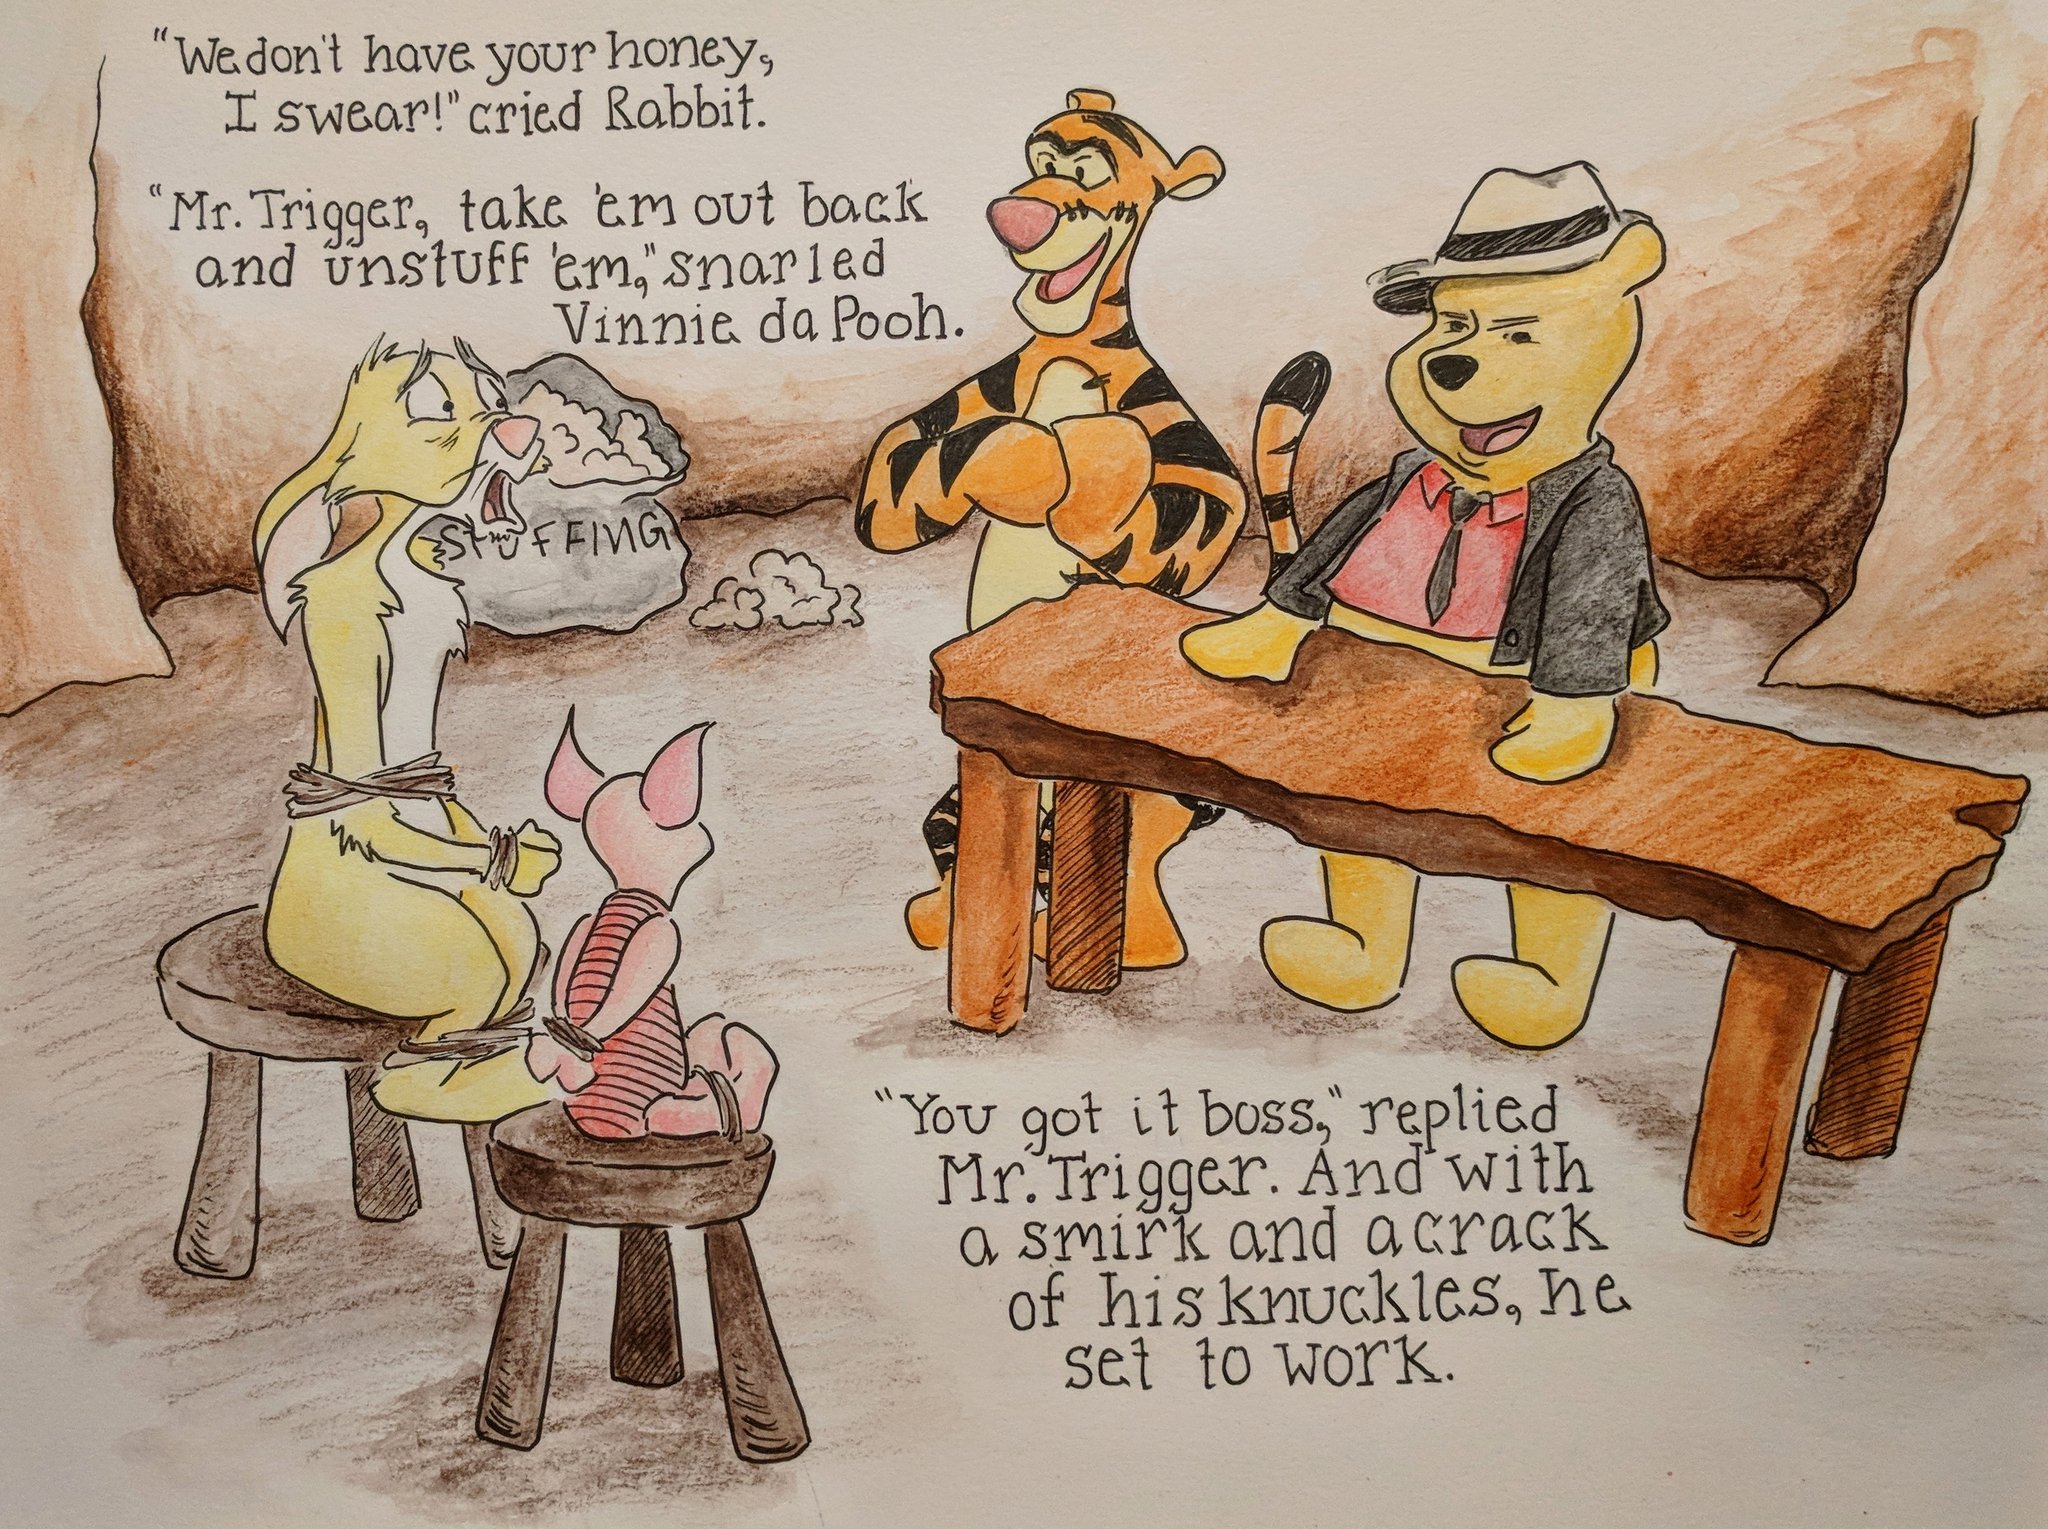 "We don't have your honey,
I swear!" cried Rabbit.
"Mr. Trigger, take 'em out back
and unstuff 'em," snarled
Vinnie da Pooh.
STUFFING
"You got it boss," replied
Mr. Trigger. And with
a smirk and a crack
of his knuckles, he
set to work.